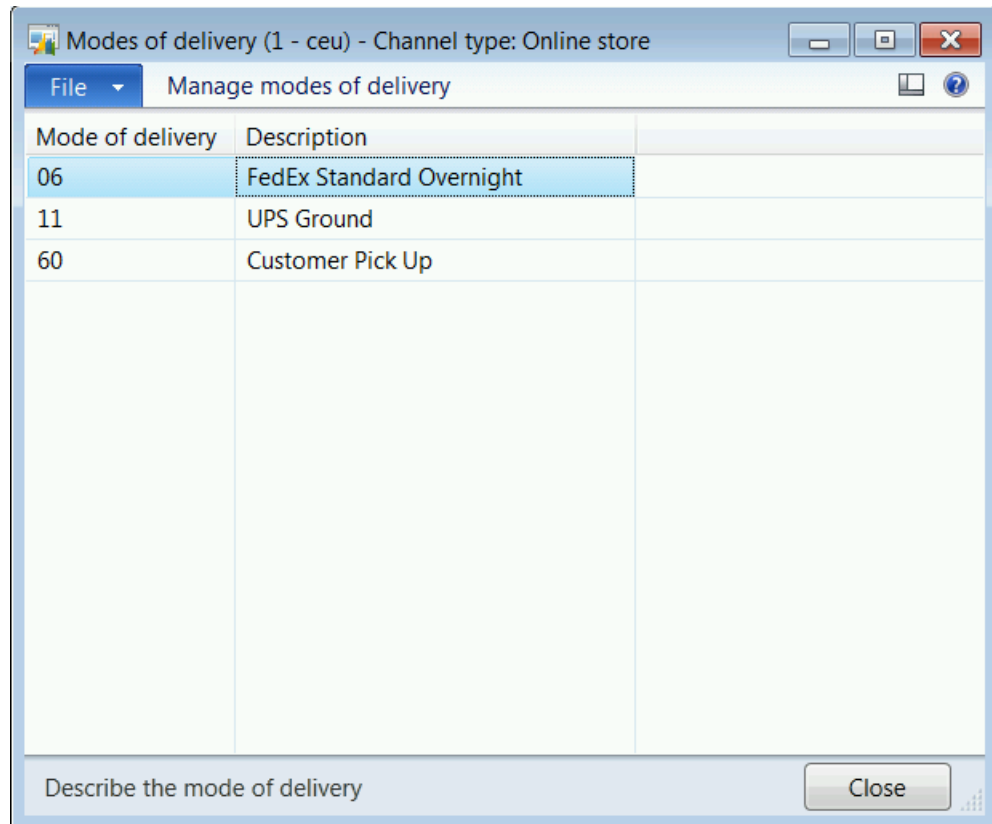 Modes of delivery (1 - ceu) - Channel type: Online store
File Manage modes of delivery
Mode of delivery Description
06 FedEx Standard Overnight
11 UPS Ground
60 Customer Pick Up
Describe the mode of delivery Close